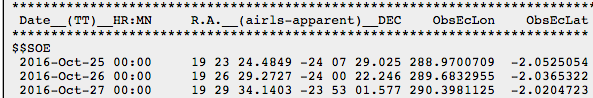 *****************************************************************************
Date__(TT)__HR:MN R.A.__(airls-apparent)__DEC ObsEcLon ObsEcLat
*****************************************************************************
$$SOE
2016-Oct-25 00:00 19 23 24.4849 -24 07 29.025 288.9700709 -2.0525054
2016-Oct-26 00:00 19 26 29.2727 -24 00 22.246 289.6832955 -2.0365322
2016-Oct-27 00:00 19 29 34.1403 -23 53 01.577 290.3981125 -2.0204723